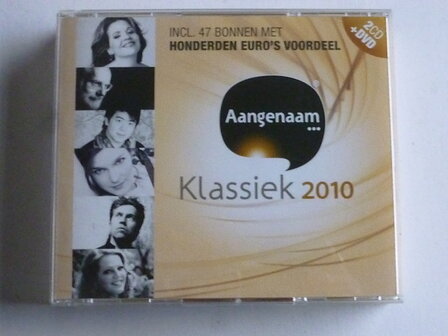 INCL. 47 BONNEN MET
HONDERDEN EURO'S VOORDEEL
2CD
+DVD
Aangenaam
...
®
Klassiek 2010